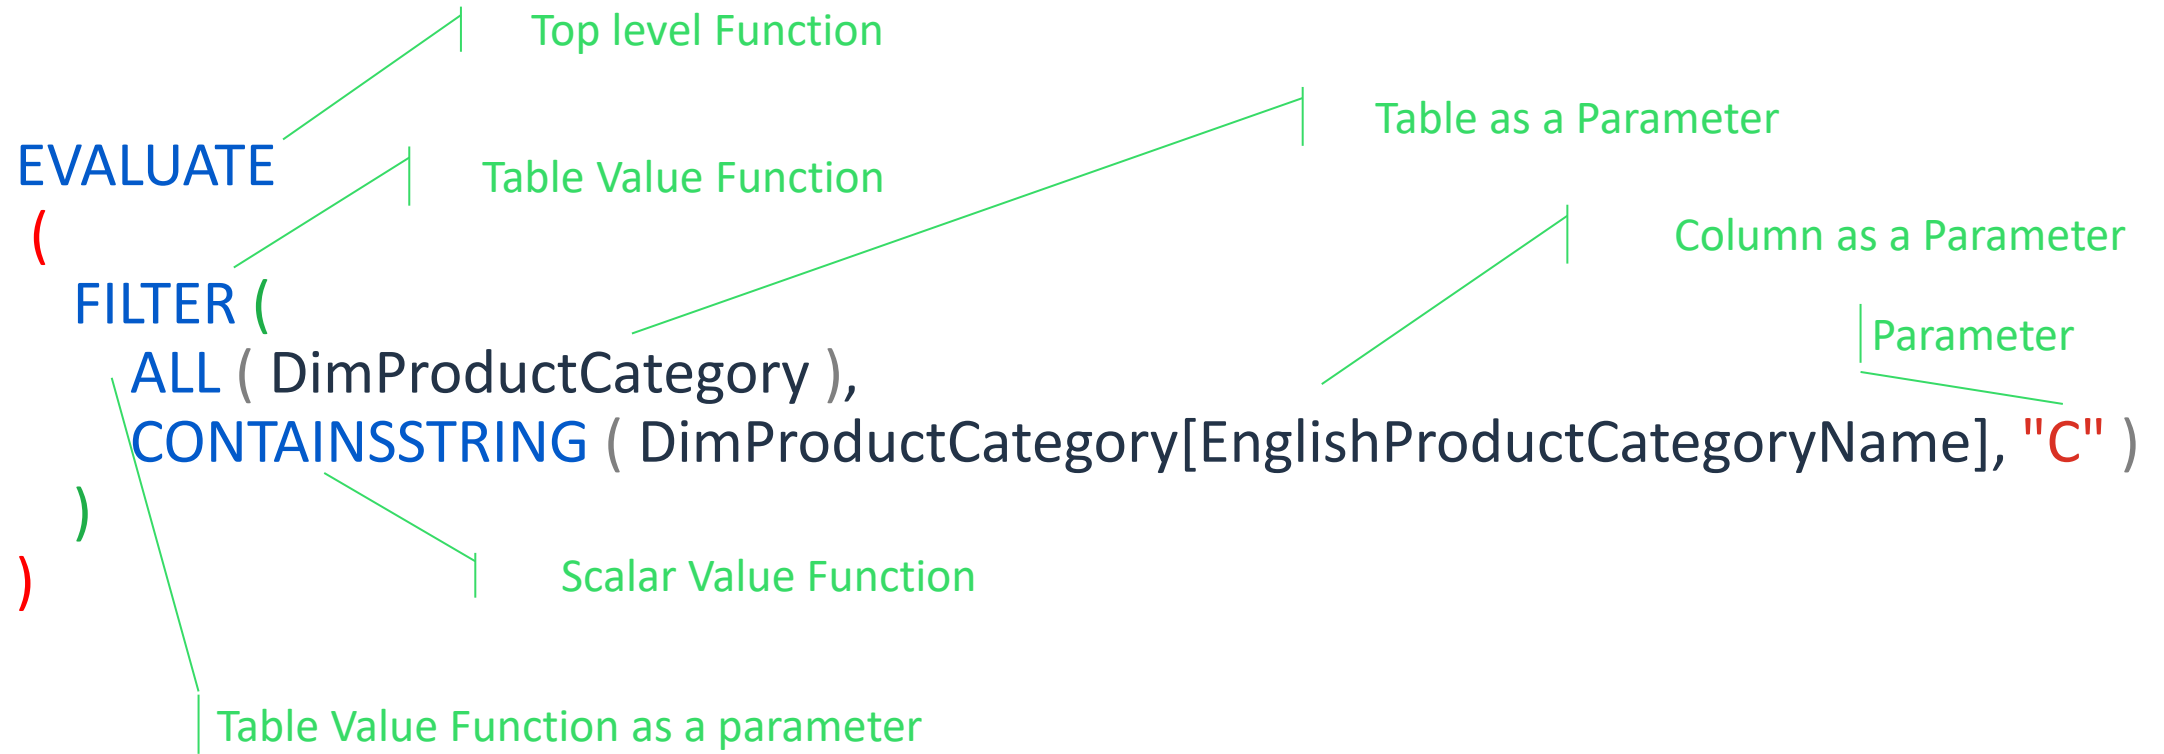 Top level Function
Table as a Parameter
EVALUATE
Table Value Function
(
Column as a Parameter
FILTER (
Parameter
ALL ( DimProductCategory ),
CONTAINSSTRING ( DimProductCategory[EnglishProductCategoryName], "C" )
)
)
Scalar Value Function
Table Value Function as a parameter